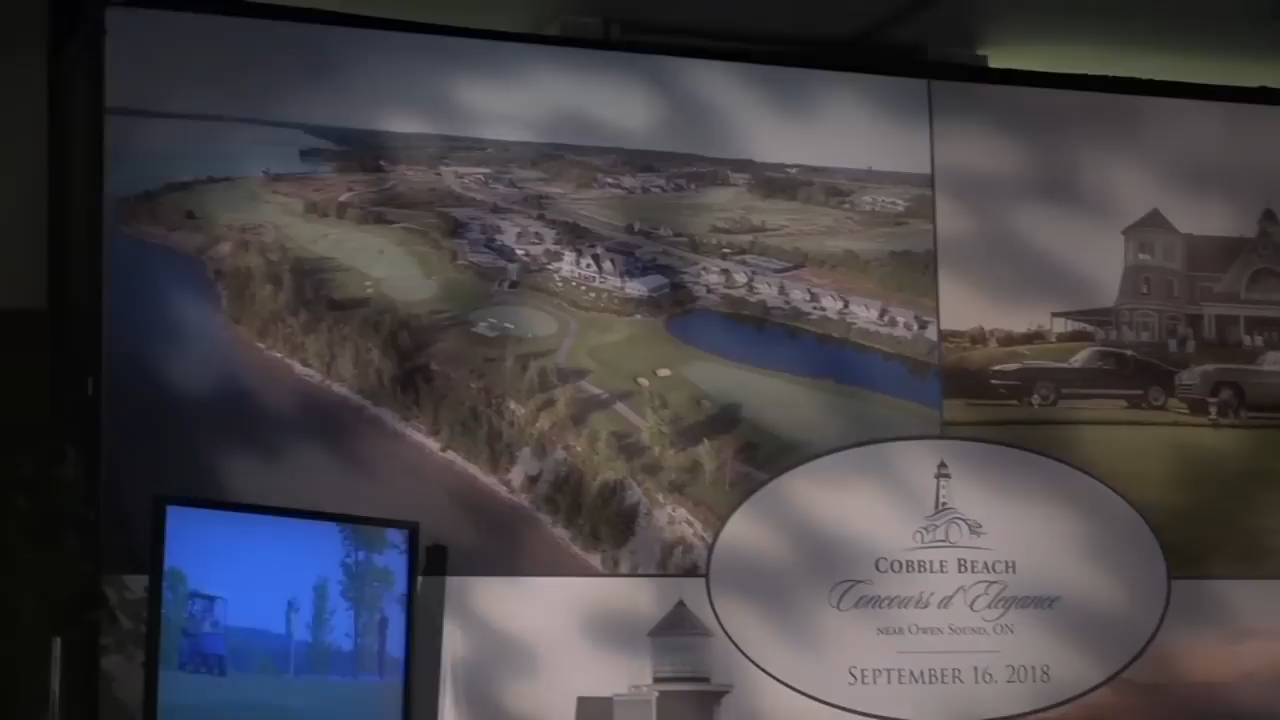 COBBLE BEACH
Concours d'Elegance
NEAR OWEN SOUND, ON
SEPTEMBER 16, 2018